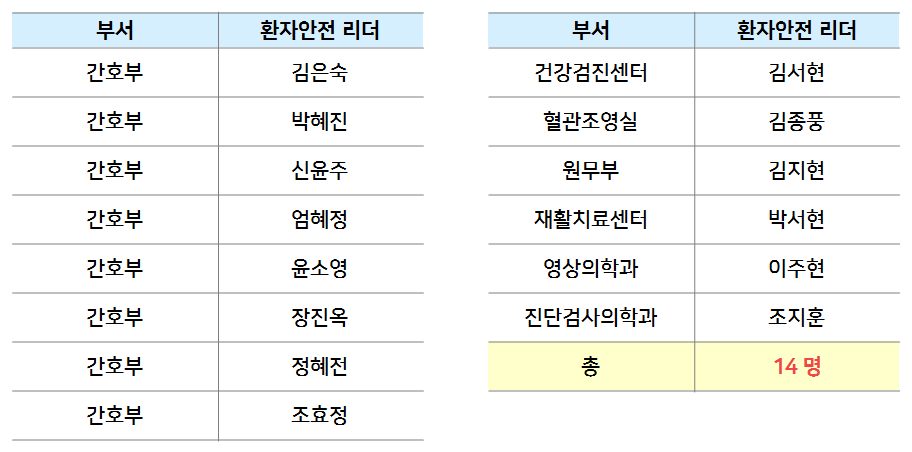 부서 환자안전 리더
간호부 김은숙
간호부 박혜진
간호부 신윤주
간호부 엄혜정
간호부 윤소영
간호부 장진옥
간호부 정혜전
간호부 조효정
부서 환자안전 리더
건강검진센터 김서현
혈관조영실 김종풍
원무부 김지현
재활치료센터 박서현
영상의학과 이주현
진단검사의학과 조지훈
총 14 명